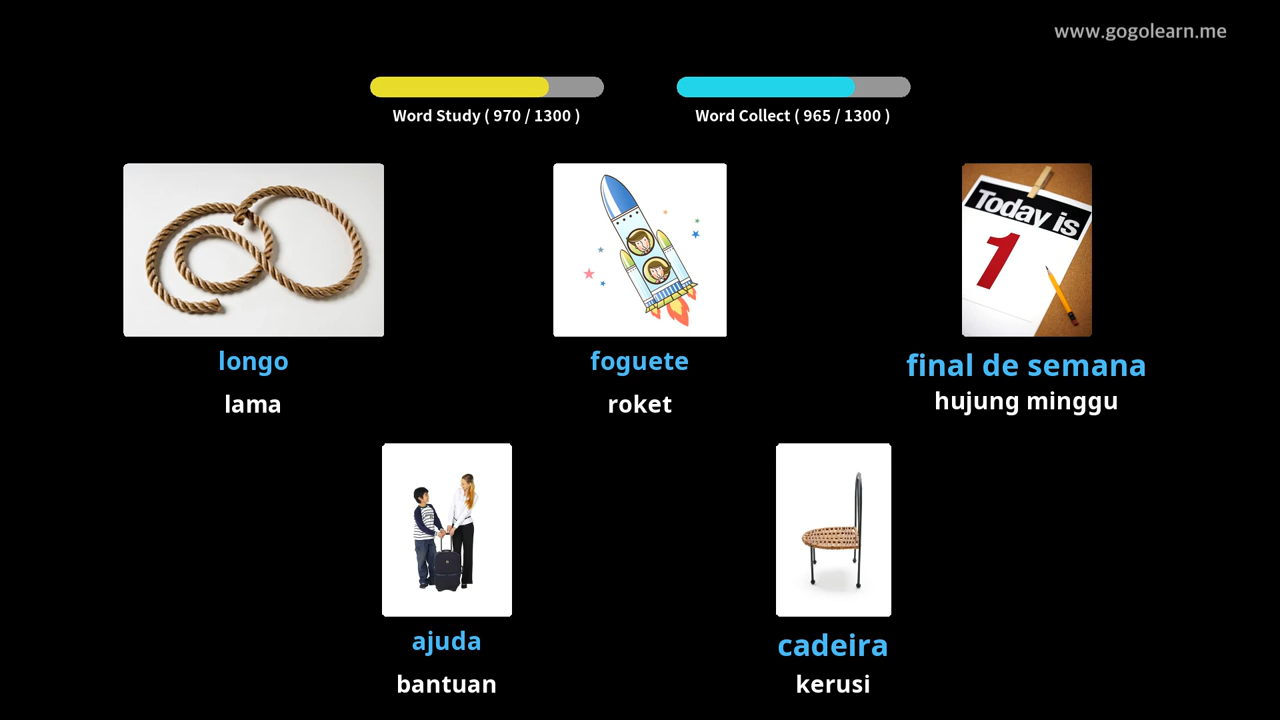 www.gogolearn.me
Word Study ( 970 / 1300 )
Word Collect ( 965 / 1300 )
Today is
1
longo
lama
foguete
roket
final de semana
hujung minggu
ajuda
bantuan
cadeira
kerusi